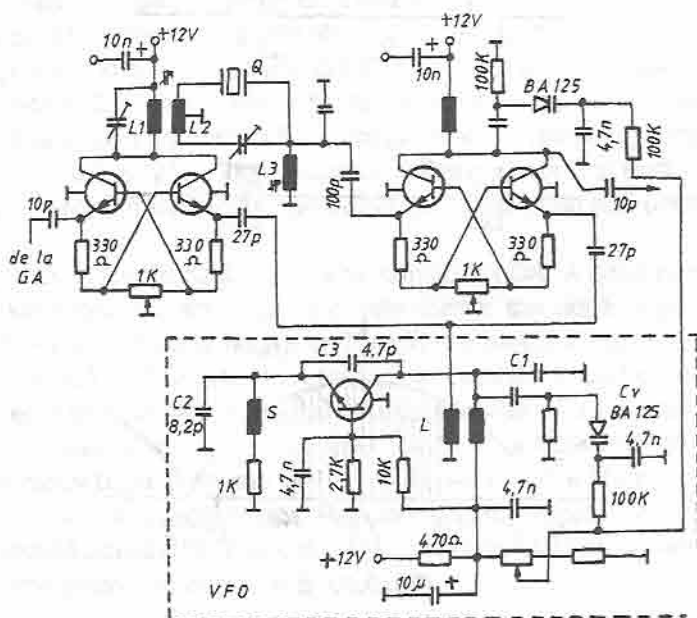 +12V
10n
+
L1
L2
Q
L3
100p
10p
de la
GA
330
Ω
330
Ω
1K
27p
+12V
+
10n
100K
BA 125
4,7n
100K
10p
330
Ω
330
Ω
1K
27p
C3
4,7p
C2
8,2p
S
1K
4,7n
2,7K
10K
L
C1
Cv
BA 125
4,7n
100K
4,7n
470Ω
+12V
10µ
+
VFO